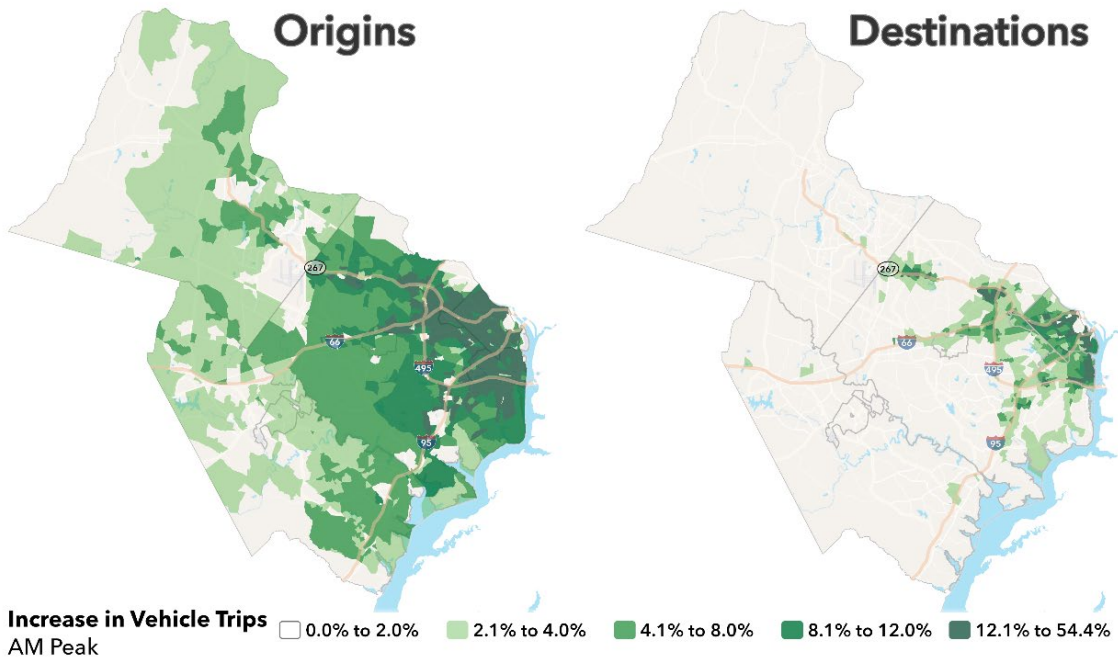 Origins
Destinations
267
66
495
95
267
66
495
95
Increase in Vehicle Trips
AM Peak
0.0% to 2.0%
2.1% to 4.0%
4.1% to 8.0%
8.1% to 12.0%
12.1% to 54.4%